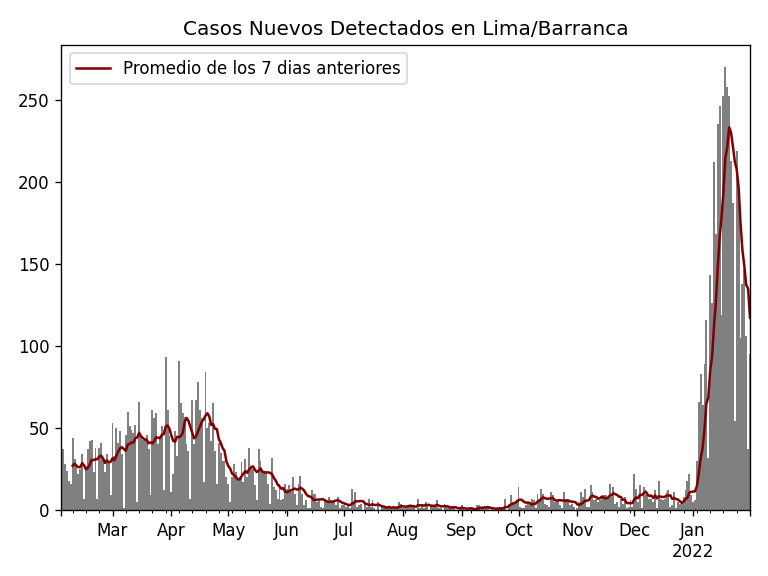 Casos Nuevos Detectados en Lima/Barranca
Promedio de los 7 dias anteriores
250
200
150
100
50
0
Mar Apr May Jun Jul Aug Sep Oct Nov Dec Jan
2022